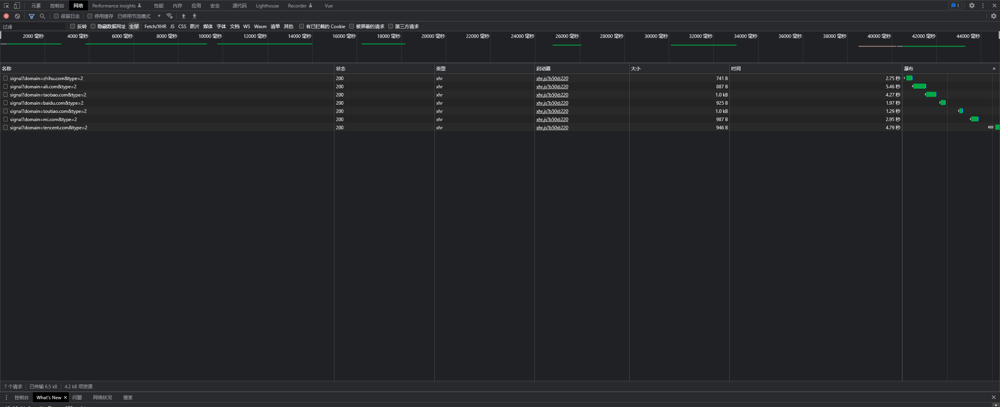 元素 控制台 网络 Performance insights 性能 内存 应用 安全 源代码 Lighthouse Recorder Vue 1
保留日志 停用缓存 已停用节流模式
过滤 反转 隐藏数据网址 全部 Fetch/XHR JS CSS 图片 媒体 字体 文档 WS Wasm 清单 其他 有已拦截的 Cookie 被屏蔽的请求 第三方请求
2000 毫秒 4000 毫秒 6000 毫秒 8000 毫秒 10000 毫秒 12000 毫秒 14000 毫秒 16000 毫秒 18000 毫秒 20000 毫秒 22000 毫秒 24000 毫秒 26000 毫秒 28000 毫秒 30000 毫秒 32000 毫秒 34000 毫秒 36000 毫秒 38000 毫秒 40000 毫秒 42000 毫秒 44000 毫秒
名称 状态 类型 启动器 大小 时间 瀑布
signal?domain=zhihu.com&type=2 200 xhr xhr.js?b50d:220 741 B 2.75 秒
signal?domain=ali.com&type=2 200 xhr xhr.js?b50d:220 887 B 5.46 秒
signal?domain=taobao.com&type=2 200 xhr xhr.js?b50d:220 1.0 kB 4.27 秒
signal?domain=baidu.com&type=2 200 xhr xhr.js?b50d:220 925 B 1.97 秒
signal?domain=toutiao.com&type=2 200 xhr xhr.js?b50d:220 1.0 kB 1.29 秒
signal?domain=mi.com&type=2 200 xhr xhr.js?b50d:220 987 B 2.95 秒
signal?domain=tencent.com&type=2 200 xhr xhr.js?b50d:220 946 B 4.79 秒
7 个请求 已传输 6.5 kB 4.2 kB 项资源
控制台 What's New 问题 网络状况 搜索